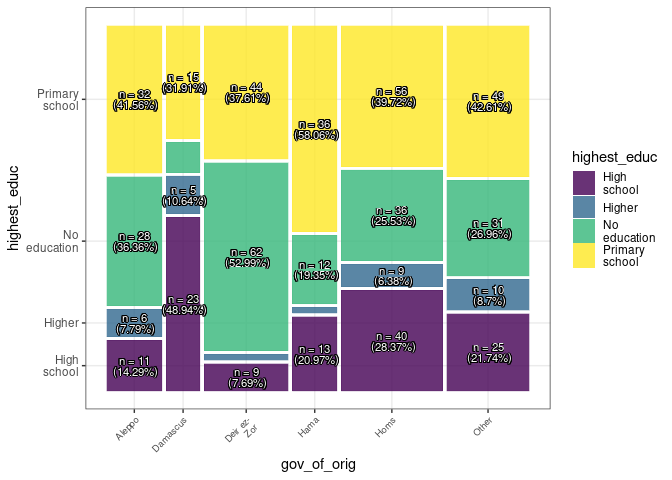 highest_educ
Primary
school
No
education
Higher
High
school
n = 32
(41.56%)
n = 28
(36.36%)
n = 6
(7.79%)
n = 11
(14.29%)
n = 15
(31.91%)
n = 5
(10.64%)
n = 23
(48.94%)
n = 44
(37.61%)
n = 62
(52.99%)
n = 9
(7.69%)
n = 36
(58.06%)
n = 12
(19.35%)
n = 13
(20.97%)
n = 56
(39.72%)
n = 36
(25.53%)
n = 9
(6.38%)
n = 40
(28.37%)
n = 49
(42.61%)
n = 31
(26.96%)
n = 10
(8.7%)
n = 25
(21.74%)
Aleppo
Damascus
Deir ez-
Zor
Hama
Homs
Other
gov_of_orig
highest_educ
High
school
Higher
No
education
Primary
school